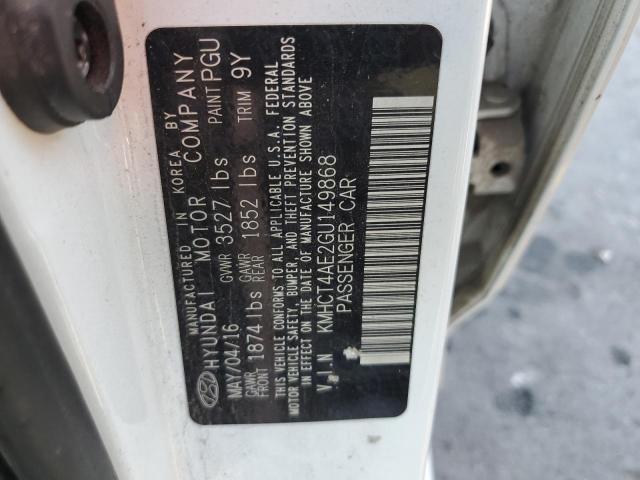 MANUFACTURED IN KOREA BY
HYUNDAI MOTOR COMPANY
MAY/04/16 GVWR 3527 lbs PAINT PGU
GAWR FRONT 1874 lbs GAWR REAR 1852 lbs TRIM 9Y
THIS VEHICLE CONFORMS TO ALL APPLICABLE U.S.A. FEDERAL
MOTOR VEHICLE SAFETY, BUMPER, AND THEFT PREVENTION STANDARDS
IN EFFECT ON THE DATE OF MANUFACTURE SHOWN ABOVE
V.I.N KMHCT4AE2GU149868
PASSENGER CAR